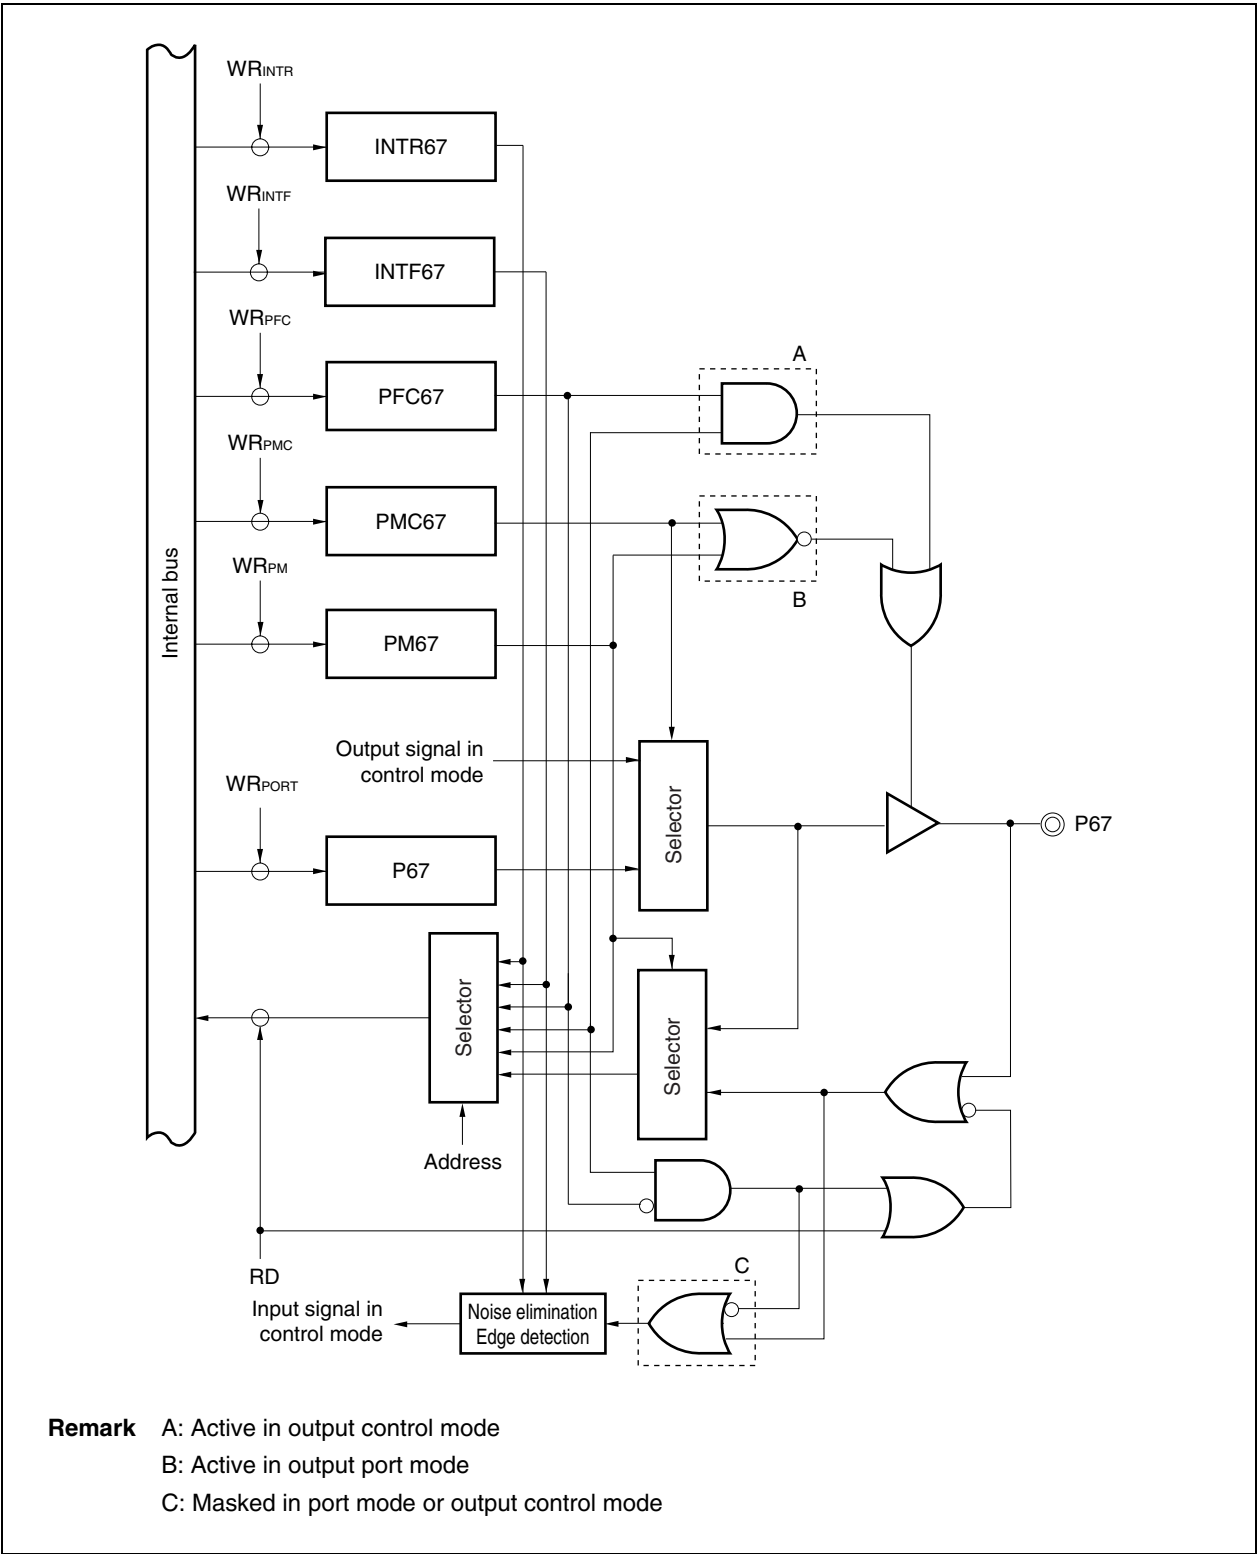 WRINTR
INTR67
WRINTF
INTF67
WRPFC
PFC67
A
WRPMC
PMC67
B
WRPM
PM67
Internal bus
Output signal in
control mode
Selector
WRPORT
P67
P67
Selector
Selector
Address
RD
C
Input signal in
control mode
Noise elimination
Edge detection
Remark A: Active in output control mode
B: Active in output port mode
C: Masked in port mode or output control mode